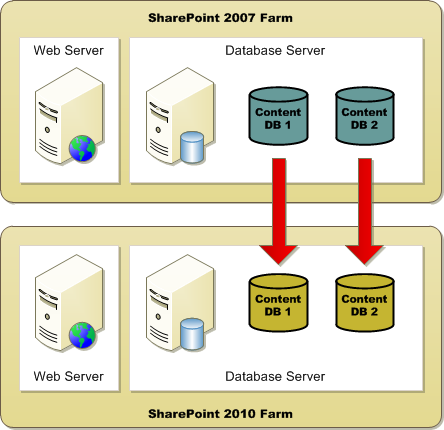 SharePoint 2007 Farm
Web Server
Database Server
Content
DB 1
Content
DB 2
Content
DB 1
Content
DB 2
Web Server
Database Server
SharePoint 2010 Farm